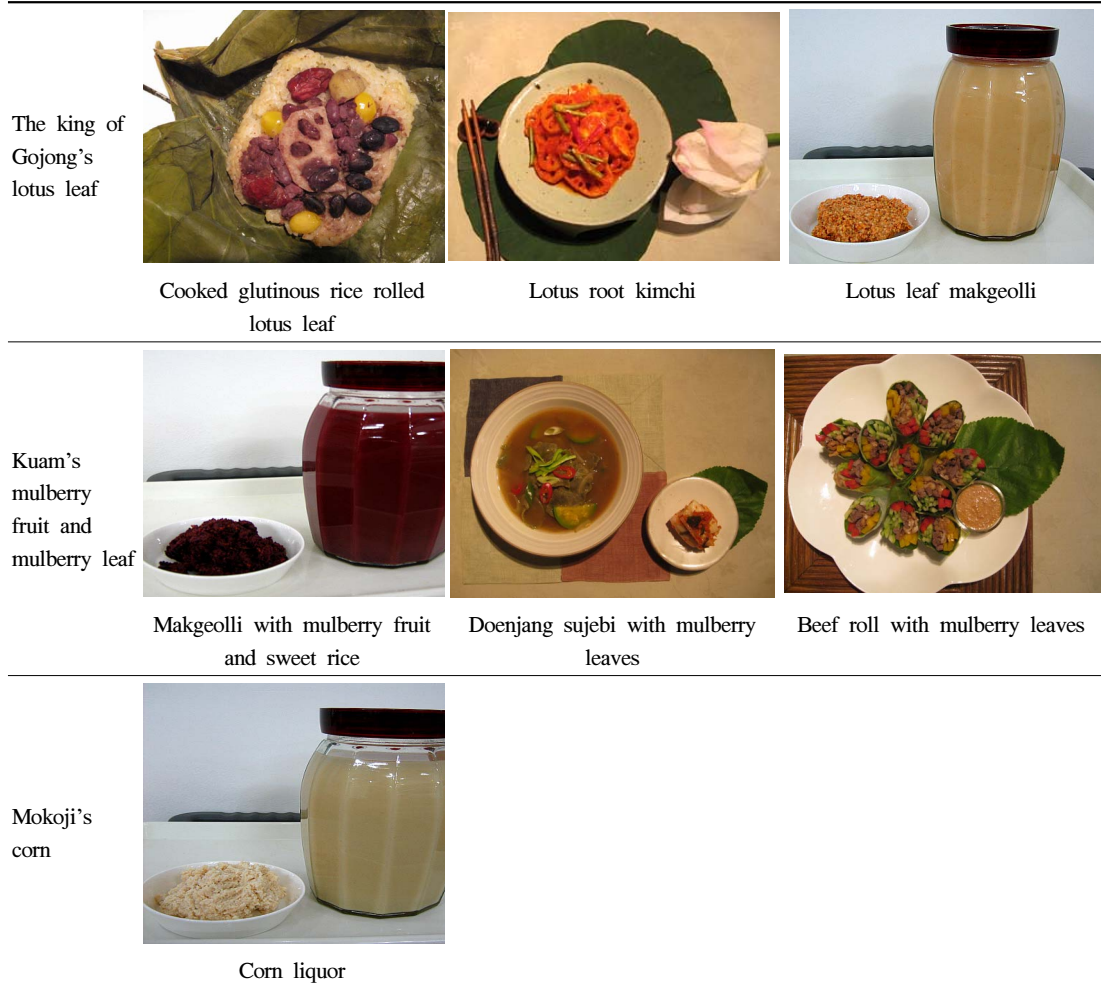 The king of
Gojong's
lotus leaf
Cooked glutinous rice rolled
lotus leaf
Lotus root kimchi
Lotus leaf makgeolli
Kuam's
mulberry
fruit and
mulberry leaf
Makgeolli with mulberry fruit
and sweet rice
Doenjang sujebi with mulberry
leaves
Beef roll with mulberry leaves
Mokoji's
corn
Corn liquor